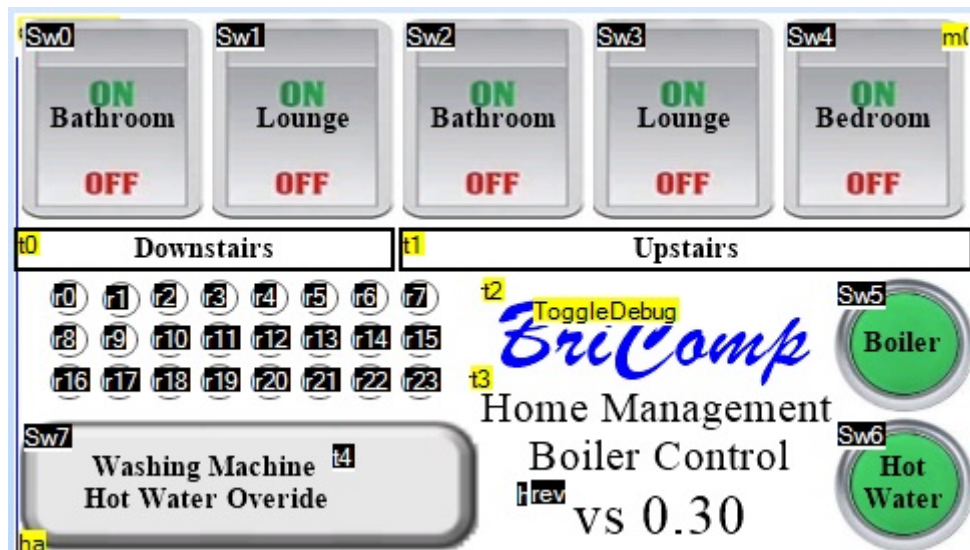 Sw0 Sw1 Sw2 Sw3 Sw4 m0
ON ON ON ON ON
Bathroom Lounge Bathroom Lounge Bedroom
OFF OFF OFF OFF OFF
t0 Downstairs t1 Upstairs
r0 r1 r2 r3 r4 r5 r6 r7
r8 r9 r10 r11 r12 r13 r14 r15
r16 r17 r18 r19 r20 r21 r22 r23
t2 ToggleDebug
BriComp
t3
Home Management
Boiler Control
vs 0.30
Hrev
Sw5
Boiler
Sw6
Hot
Water
Sw7
Washing Machine t4
Hot Water Overide
ha